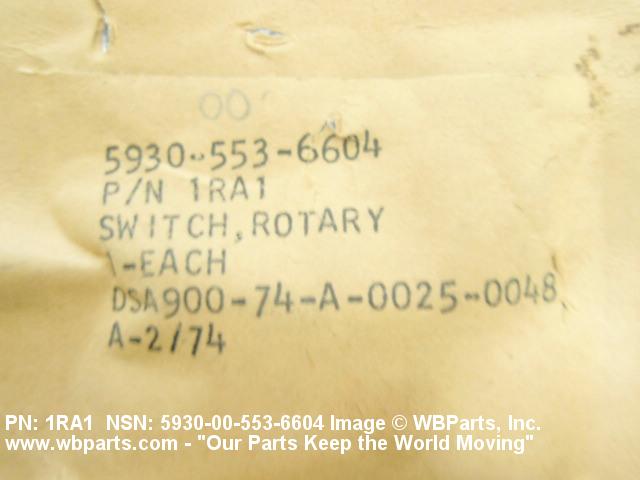 00
5930-553-6604
P/N 1RA1
SWITCH, ROTARY
1-EACH
DSA900-74-A-0025-0048
A-2/74
PN: 1RA1 NSN: 5930-00-553-6604 Image © WBParts, Inc.
www.wbparts.com - "Our Parts Keep the World Moving"